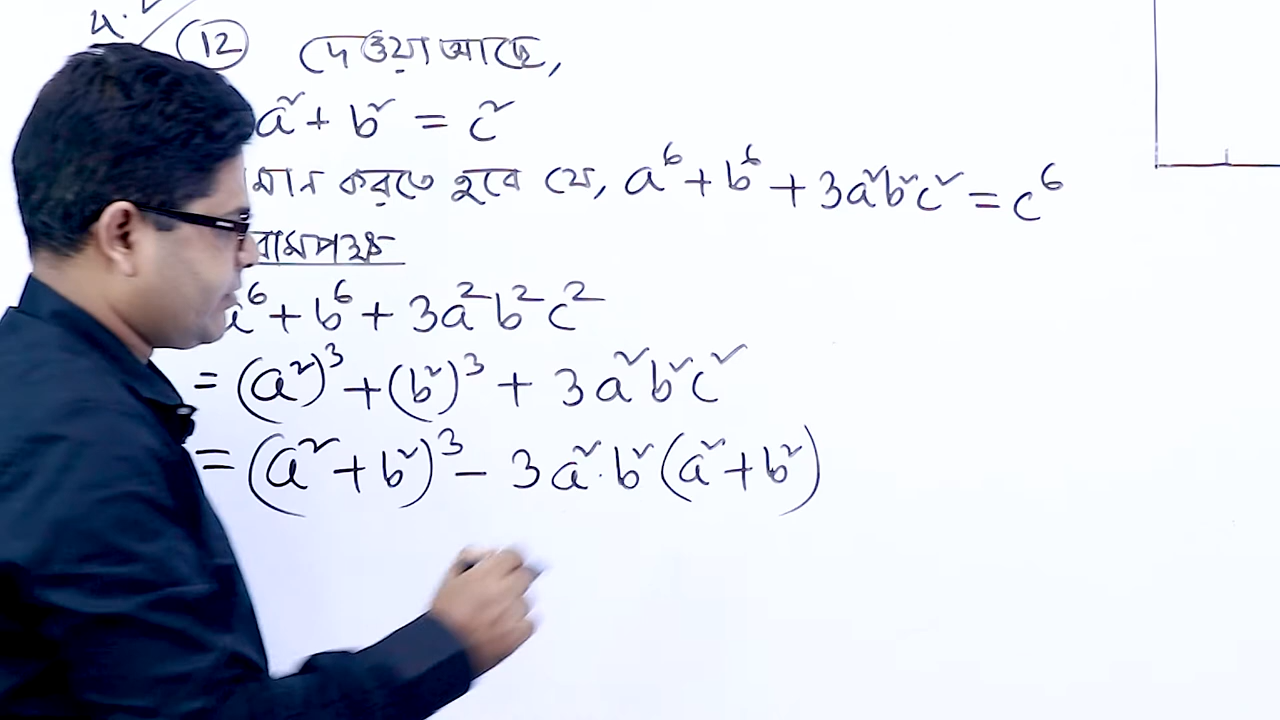 12 দেওয়া আছে,
a² + b² = c²
মান করতে হবে যে, a⁶ + b⁶ + 3a²b²c² = c⁶
বামপক্ষ
a⁶ + b⁶ + 3a²b²c²
= (a²)³ + (b²)³ + 3a²b²c²
= (a² + b²)³ - 3a².b² (a² + b²)